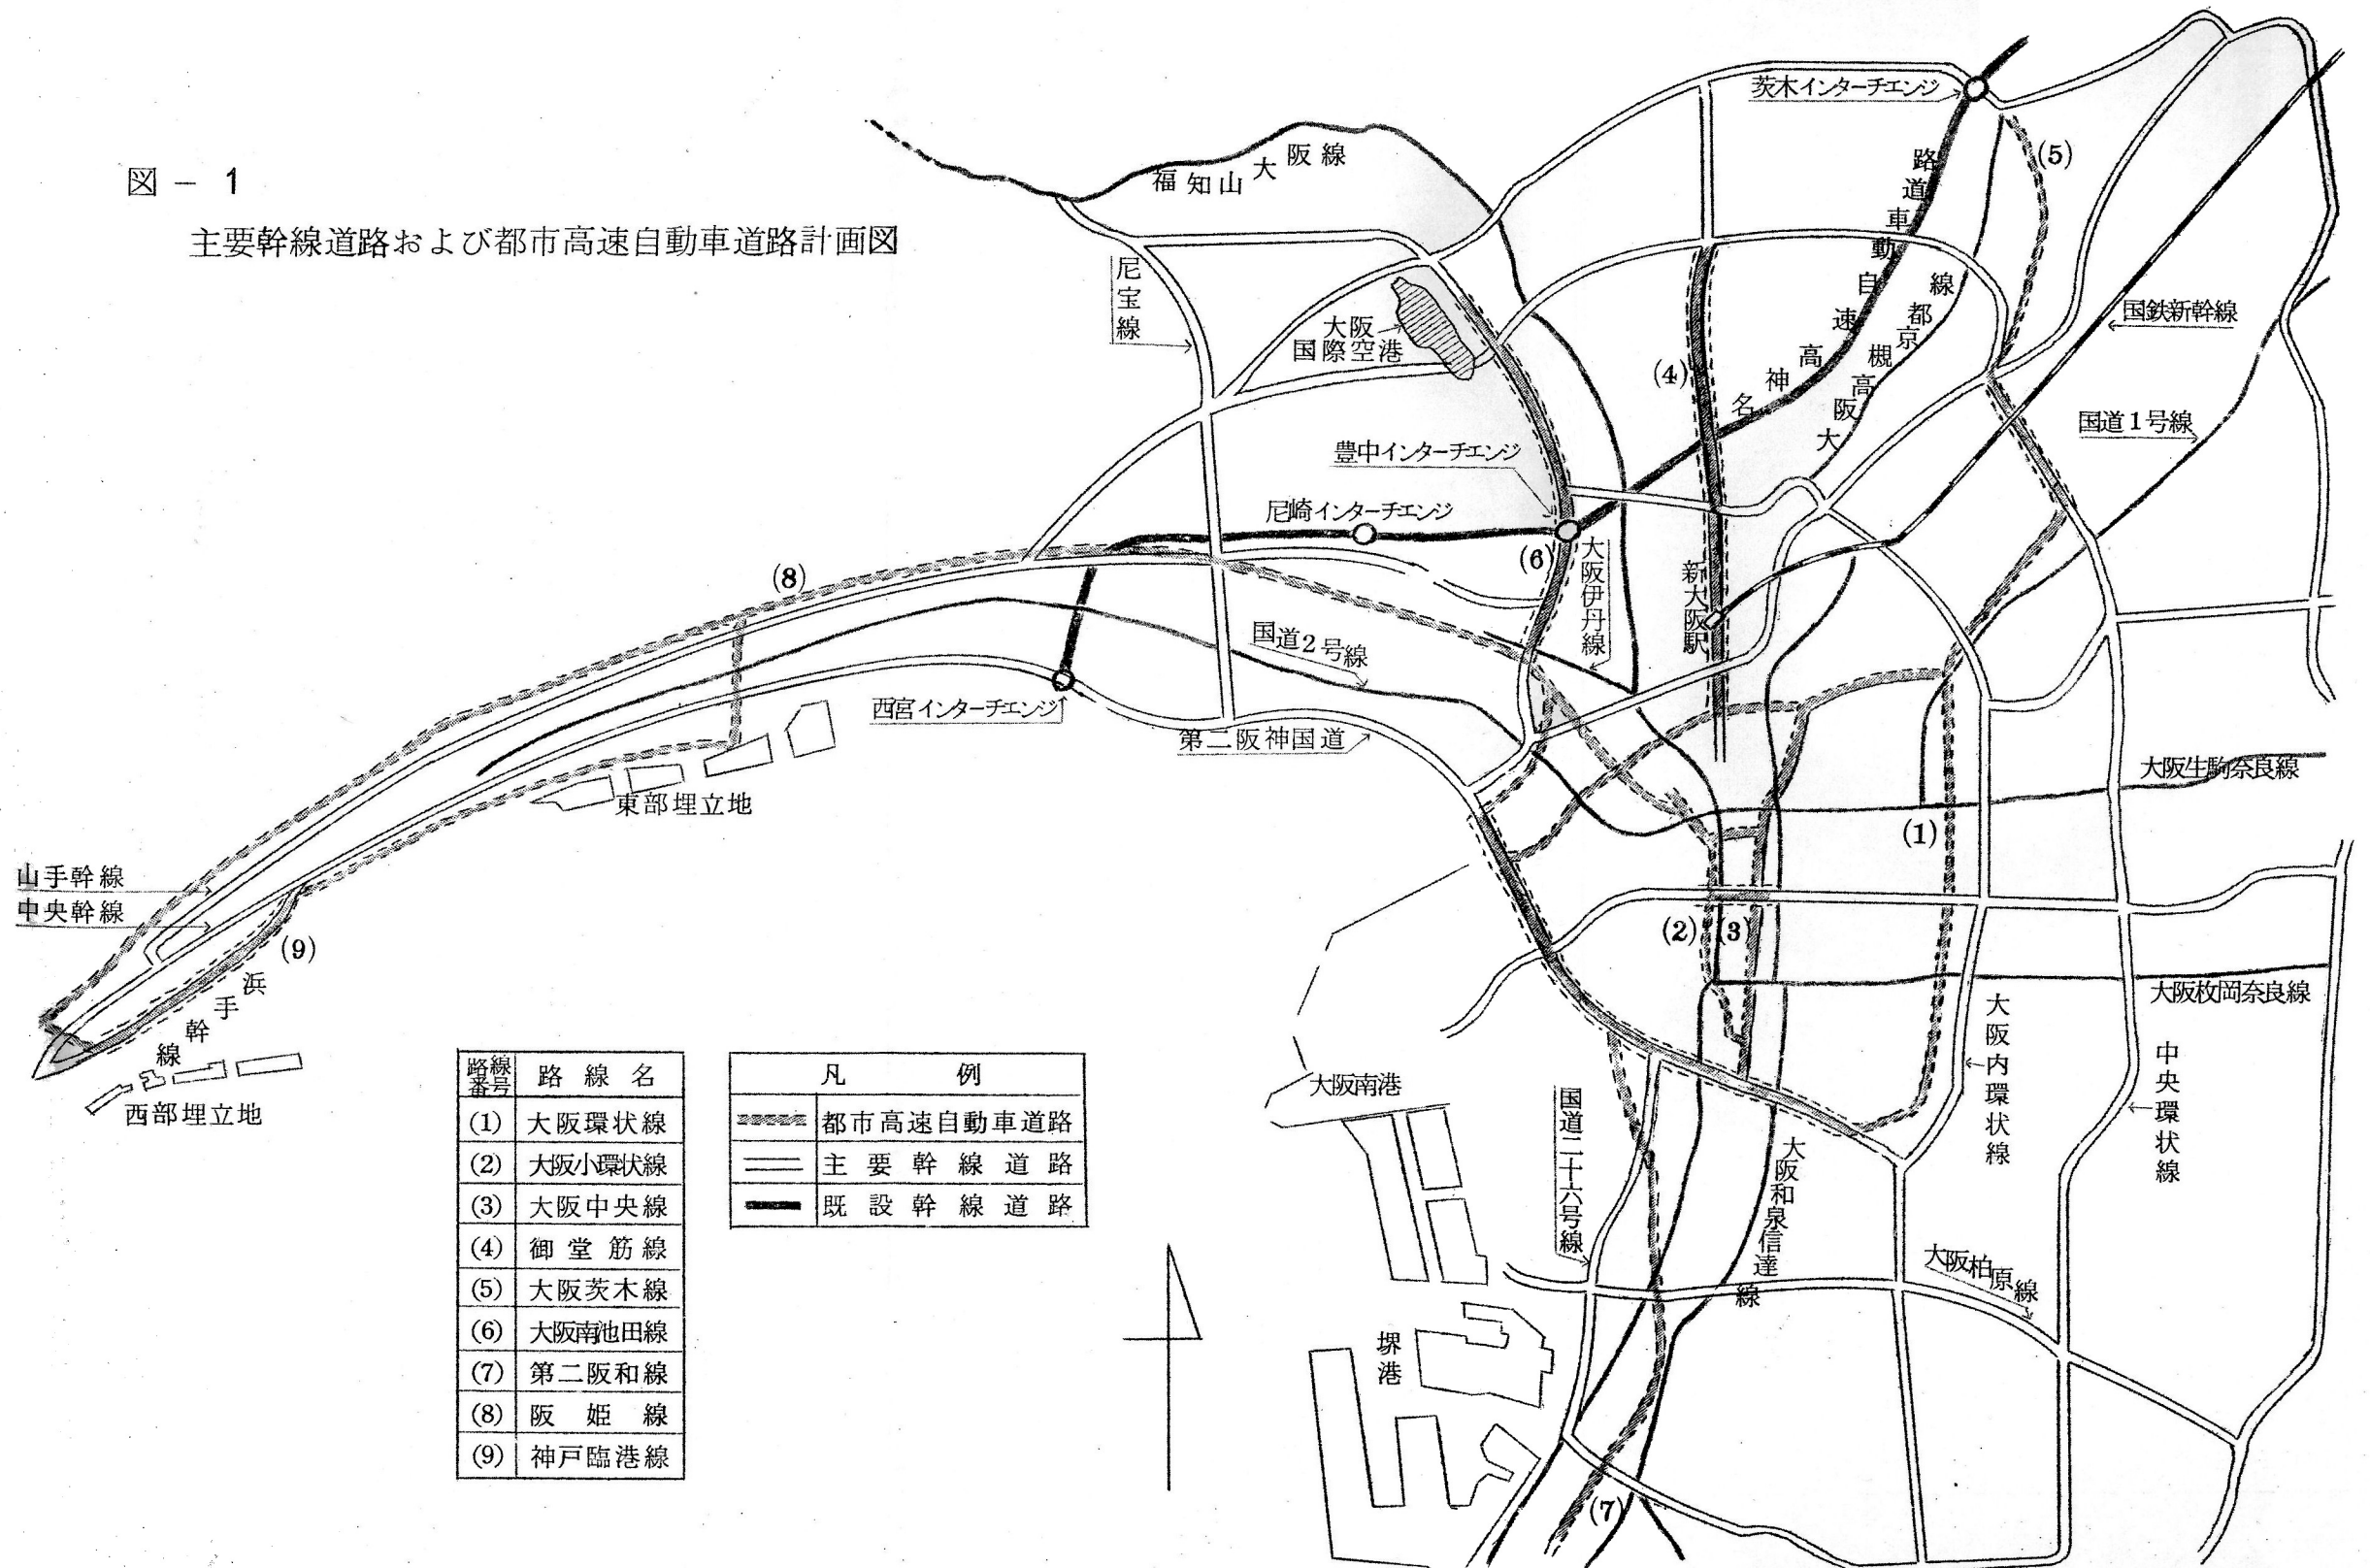 図 － 1
主要幹線道路および都市高速自動車道路計画図
茨木インターチエンジ
福知山大阪線
(5)
尼宝線
大阪
国際空港
名神高速自動車道路
大阪高槻京都線
国鉄新幹線
(4)
国道1号線
豊中インターチエンジ
尼崎インターチエンジ
(6)
大阪伊丹線
新大阪駅
(8)
国道2号線
西宮インターチエンジ
第二阪神国道
大阪生駒奈良線
東部埋立地
(1)
山手幹線
中央幹線
(2)
(3)
(9)
浜手幹線
大阪枚岡奈良線
大阪内環状線
中央環状線
西部埋立地
大阪南港
国道二十六号線
大阪和泉信達線
大阪柏原線
堺港
(7)
路線番号 路線名
(1) 大阪環状線
(2) 大阪小環状線
(3) 大阪中央線
(4) 御堂筋線
(5) 大阪茨木線
(6) 大阪南池田線
(7) 第二阪和線
(8) 阪姫線
(9) 神戸臨港線
凡例
都市高速自動車道路
主要幹線道路
既設幹線道路